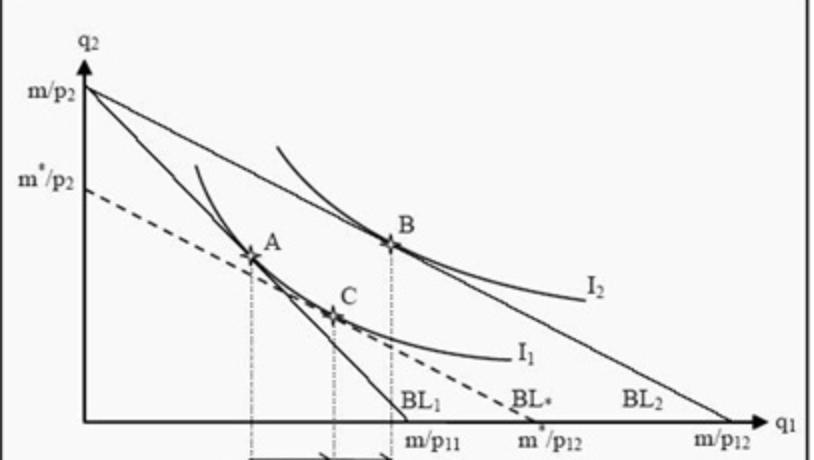 q₂
m/p₂
m*/p₂
A
B
C
I₂
I₁
BL₁
BL*
BL₂
q₁
m/p₁₁
m*/p₁₂
m/p₁₂